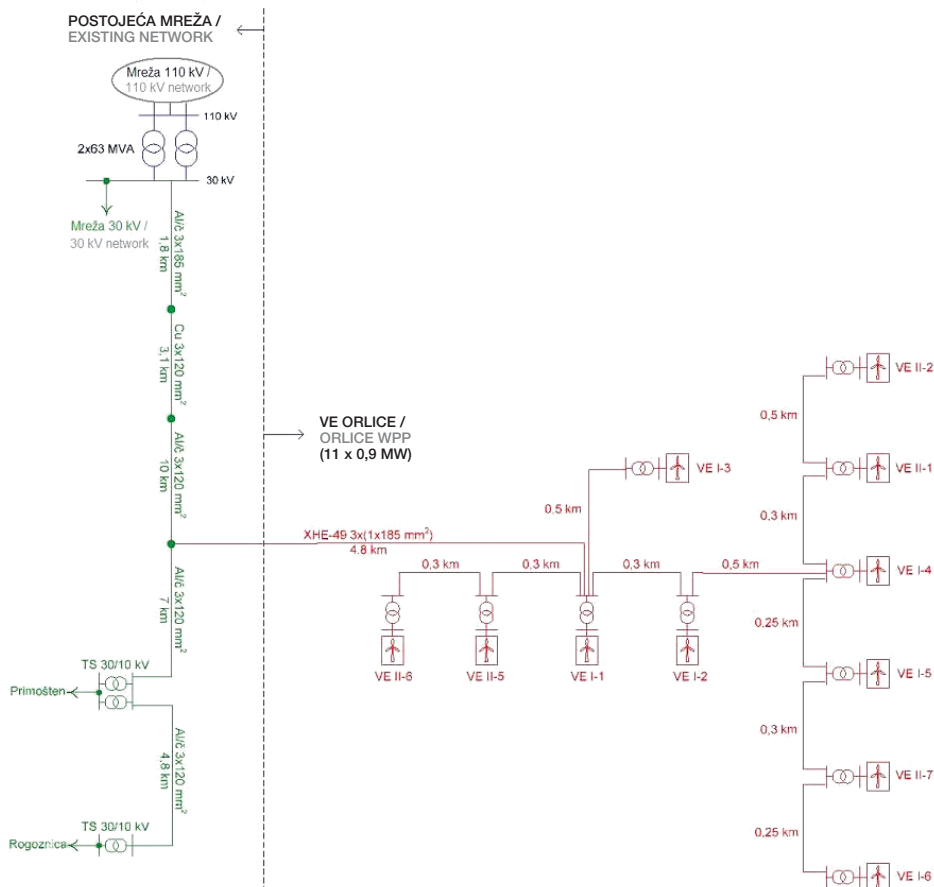 POSTOJEĆA MREŽA /
EXISTING NETWORK
Mreža 110 kV /
110 kV network
110 kV
2x63 MVA
30 kV
Mreža 30 kV /
30 kV network
Al/č 3x185 mm²
1,8 km
Cu 3x120 mm²
3,1 km
Al/č 3x120 mm²
10 km
VE ORLICE /
ORLICE WPP
(11 x 0,9 MW)
XHE-49 3x(1x185 mm²)
4.8 km
Al/č 3x120 mm²
7 km
TS 30/10 kV
Primošten
Al/č 3x120 mm²
4,8 km
TS 30/10 kV
Rogoznica
VE I-3
0,5 km
0,3 km
0,3 km
0,3 km
0,5 km
VE II-6
VE II-5
VE I-1
VE I-2
VE II-2
0,5 km
VE II-1
0,3 km
VE I-4
0,25 km
VE I-5
0,3 km
VE II-7
0,25 km
VE I-6